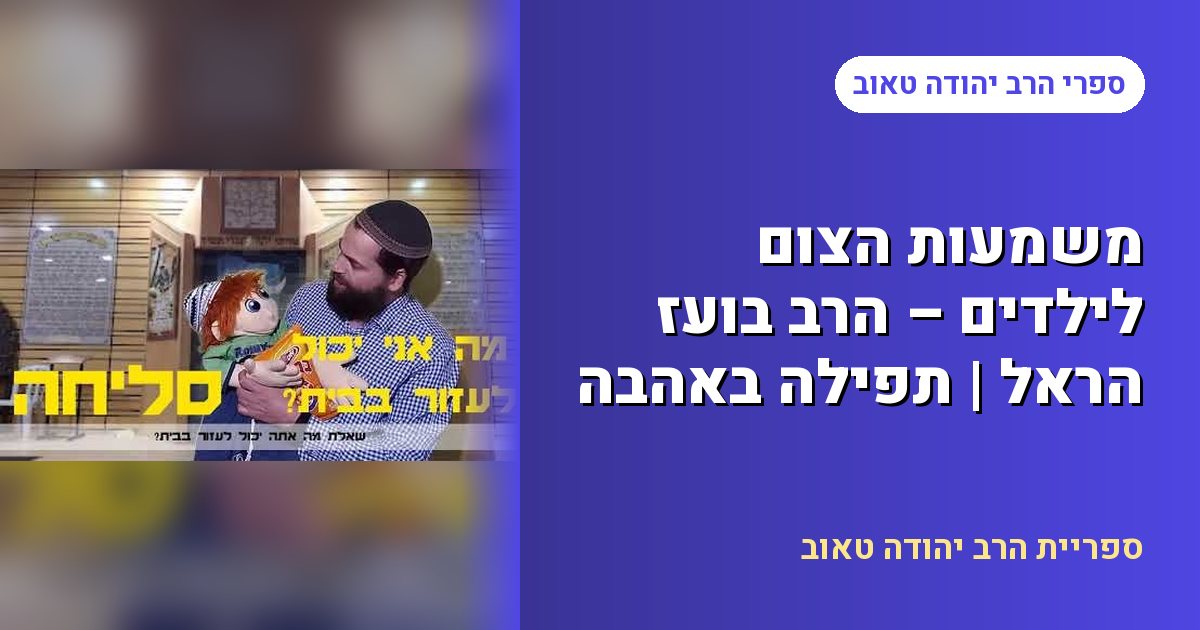 ספרי הרב יהודה טאוב
משמעות הצום
לילדים – הרב בועז
הראל | תפילה באהבה
ספריית הרב יהודה טאוב
מה אני יכול
לעזור בבית?
סליחה
שאלת מה אתה יכול לעזור בבית?